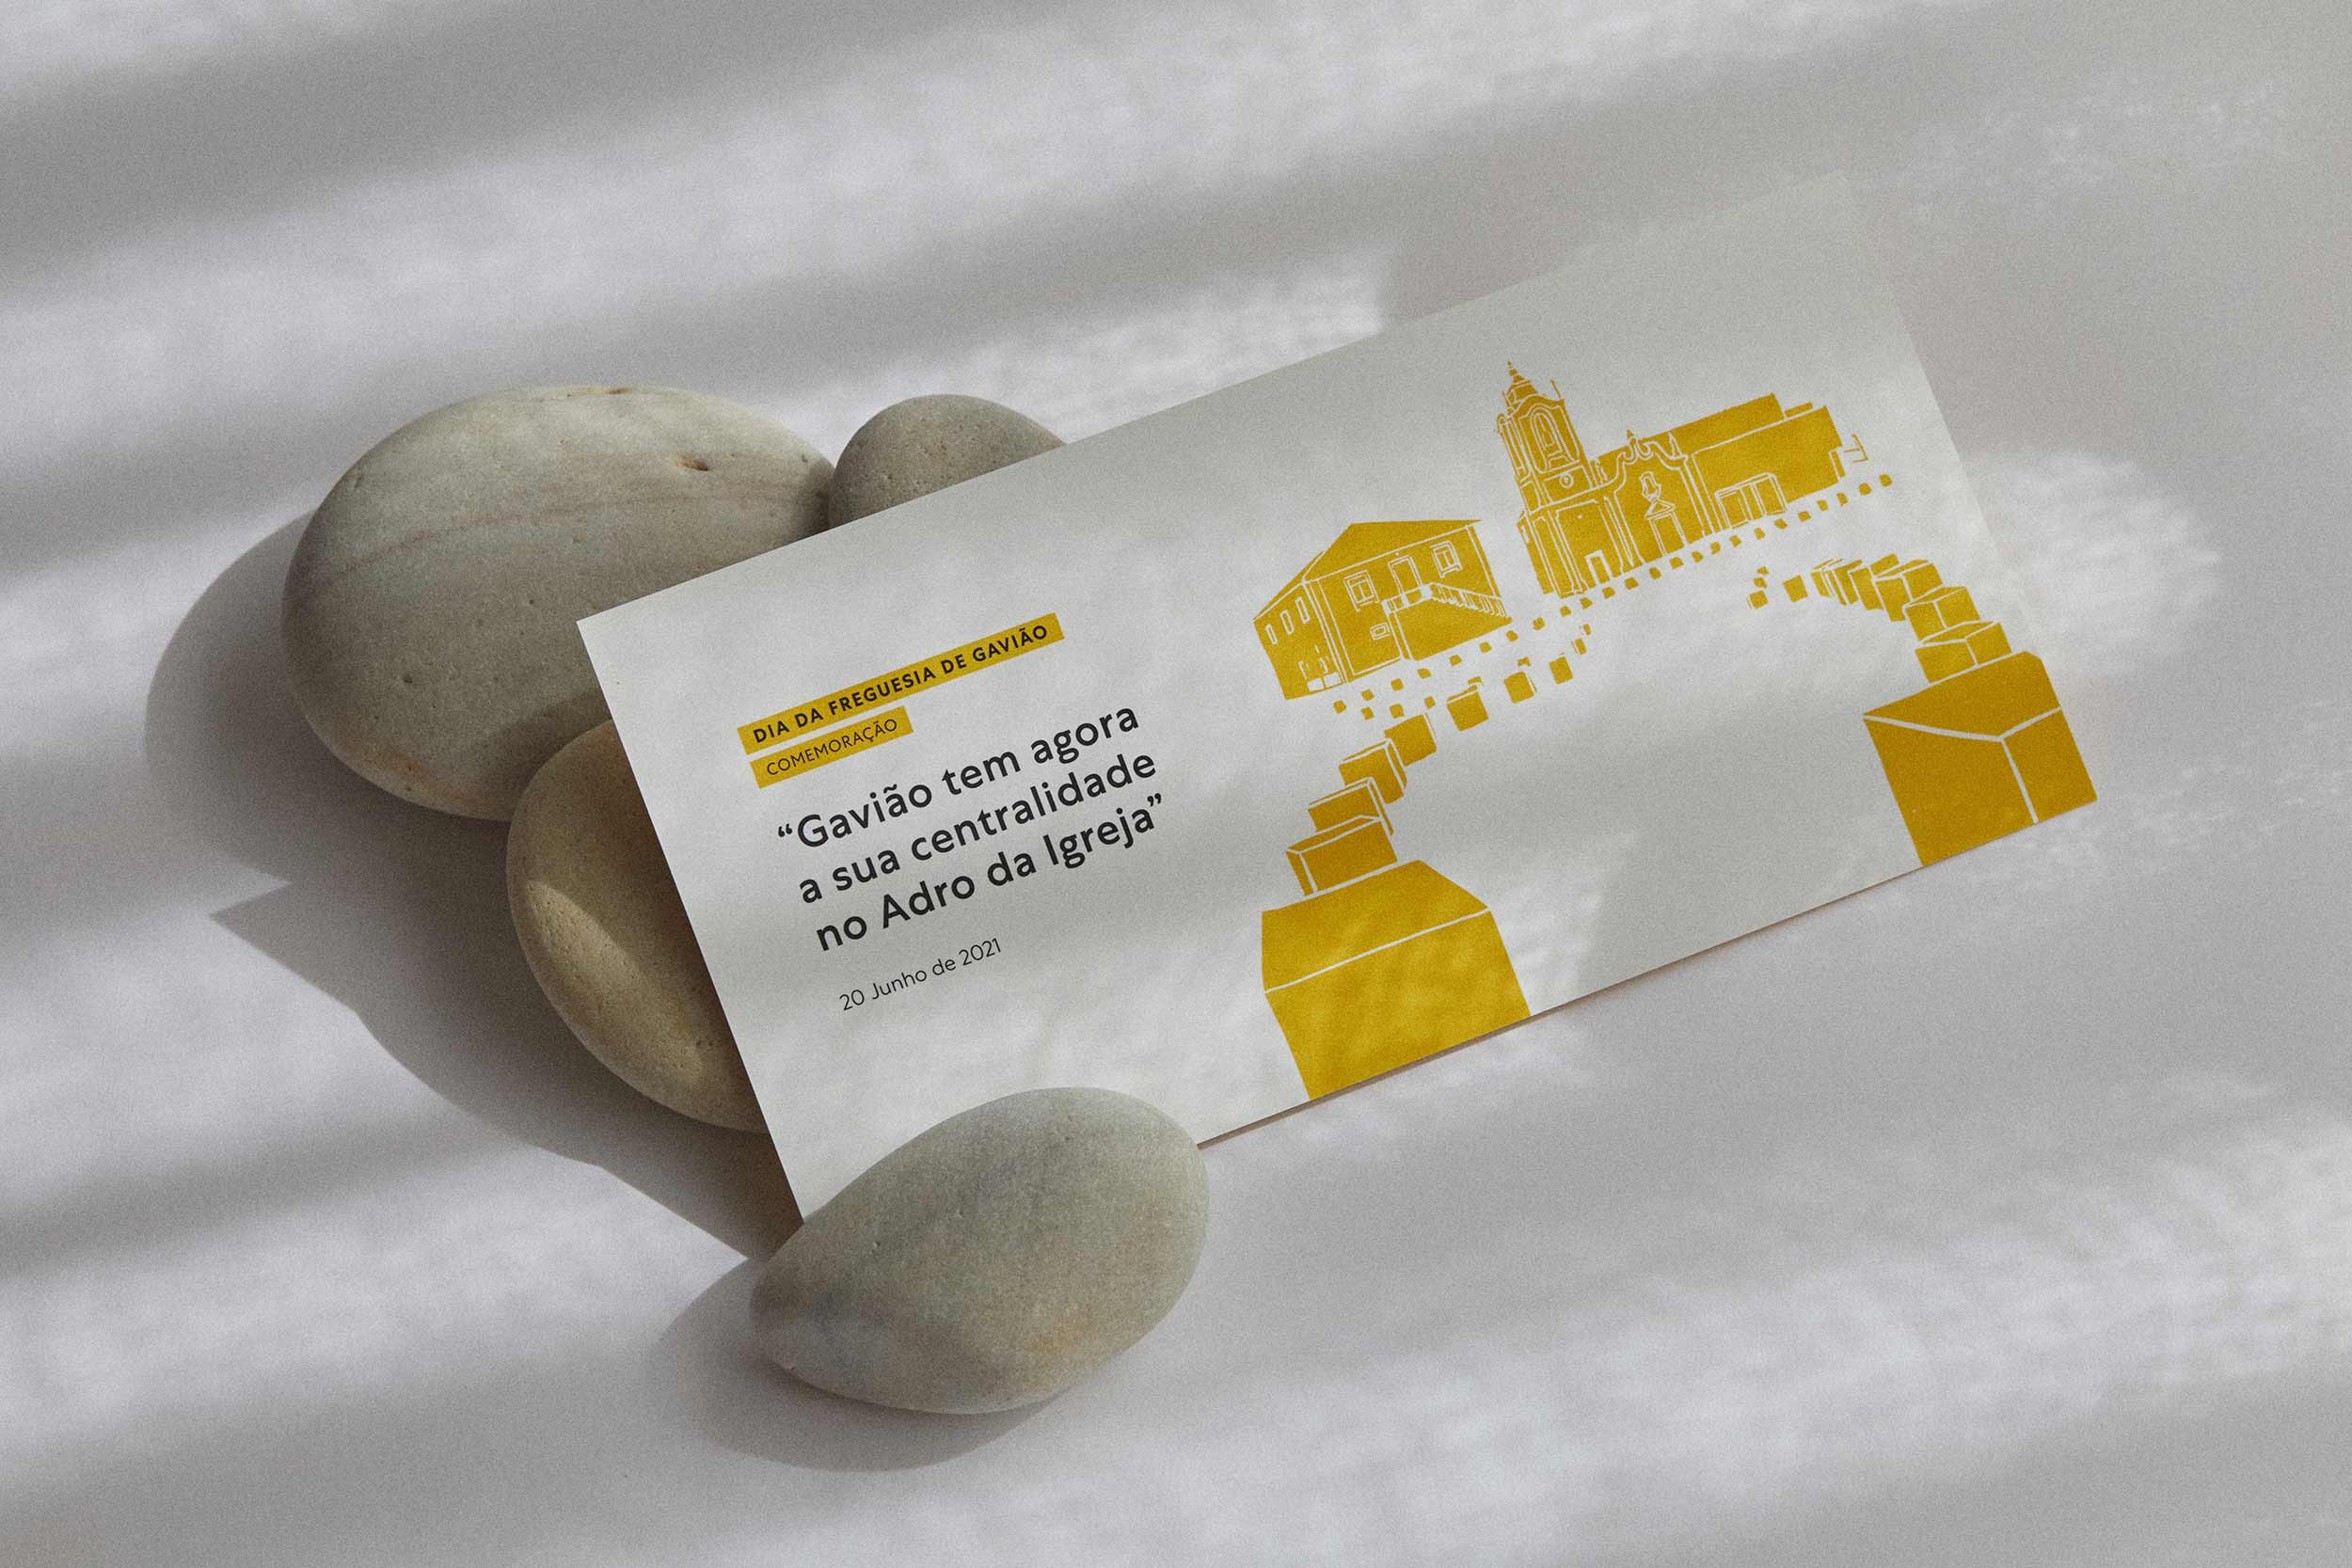 DIA DA FREGUESIA DE GAVIÃO
COMEMORAÇÃO
“Gavião tem agora
a sua centralidade
no Adro da Igreja”
20 Junho de 2021